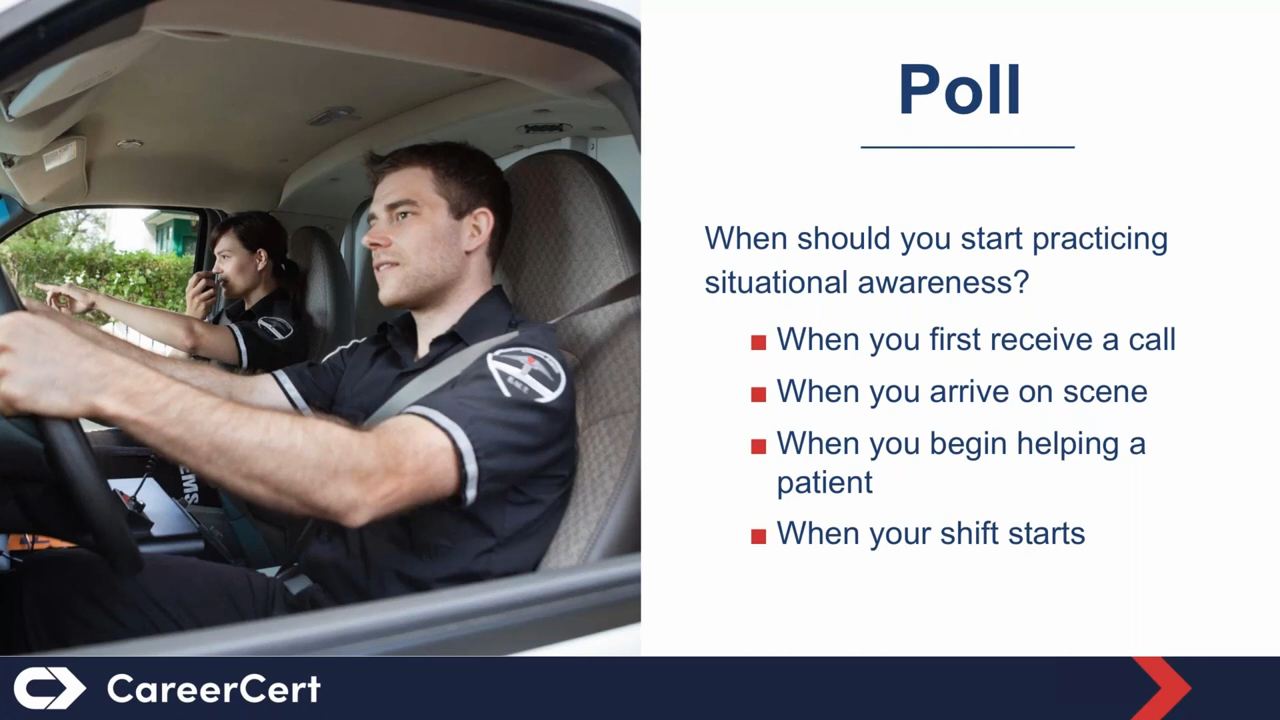 Poll
When should you start practicing
situational awareness?
■ When you first receive a call
■ When you arrive on scene
■ When you begin helping a
patient
■ When your shift starts
EMS
CareerCert